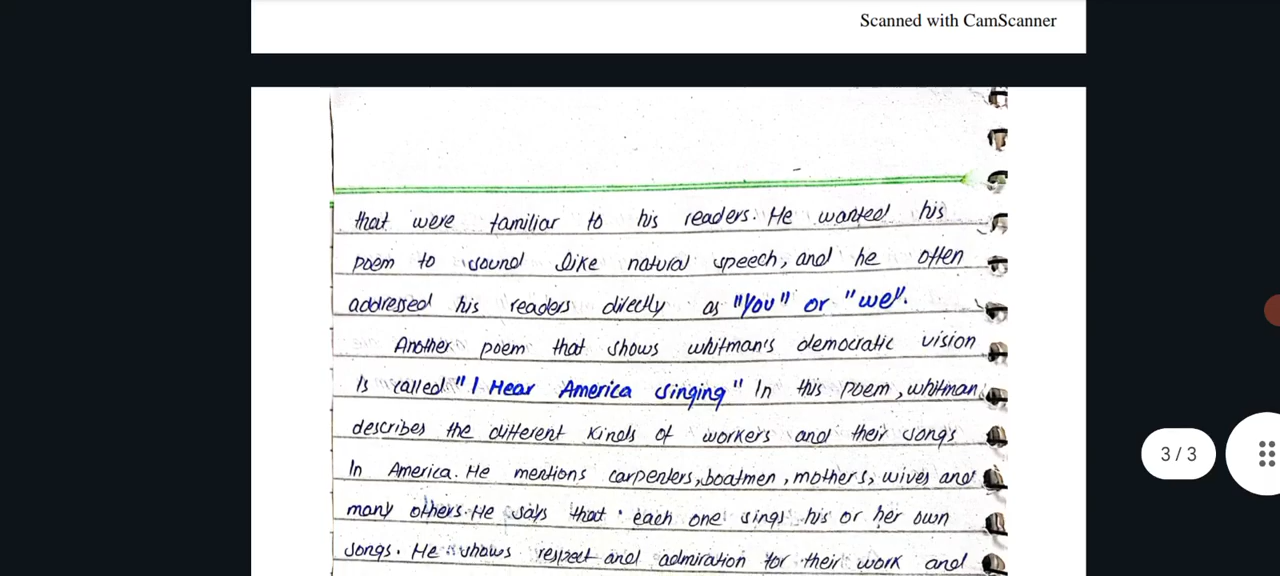 Scanned with CamScanner
that were familiar to his readers. He wanted his
poem to sound like natural speech, and he often
addressed his readers directly as "You" or "we".
Another poem that shows whitman's democratic vision
Is called "I Hear America singing" In this poem, whitman
describes the different kinds of workers and their songs
In America. He mentions carpenters, boatmen, mothers, wives and
many others. He says that each one sings his or her own
songs. He shows respect and admiration for their work and
3/3